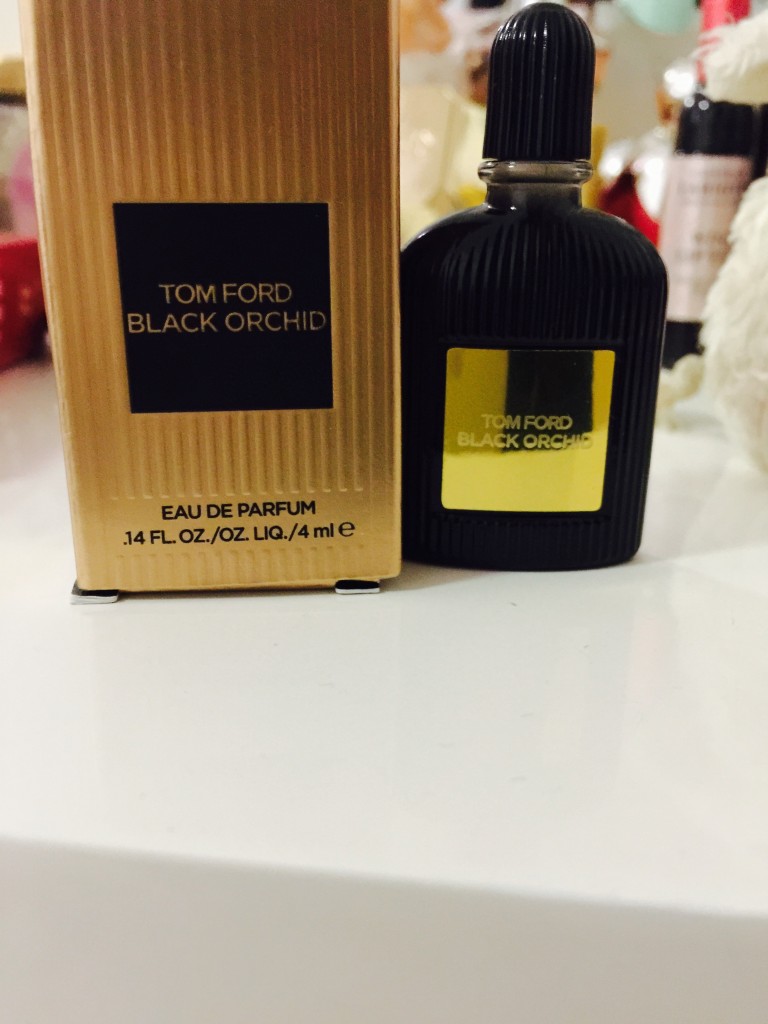 TOM FORD
BLACK ORCHID
EAU DE PARFUM
.14 FL. OZ./OZ. LIQ./4 ml ℮
TOM FORD
BLACK ORCHID